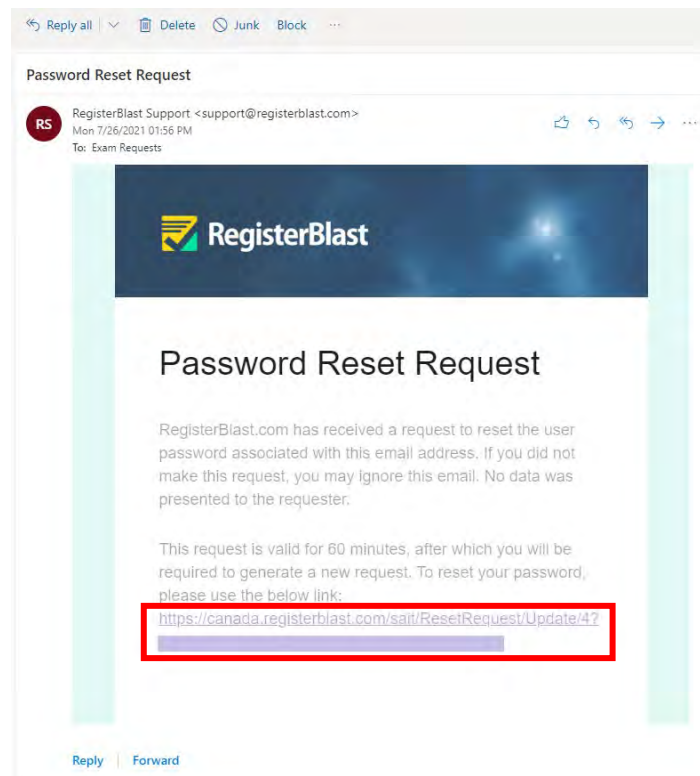 Reply all Delete Junk Block ...
Password Reset Request
RS
RegisterBlast Support <support@registerblast.com>
Mon 7/26/2021 01:56 PM
To: Exam Requests
RegisterBlast
Password Reset Request
RegisterBlast.com has received a request to reset the user
password associated with this email address. If you did not
make this request, you may ignore this email. No data was
presented to the requester.
This request is valid for 60 minutes, after which you will be
required to generate a new request. To reset your password,
please use the below link:
https://canada.registerblast.com/sait/ResetRequest/Update/4?
Reply Forward